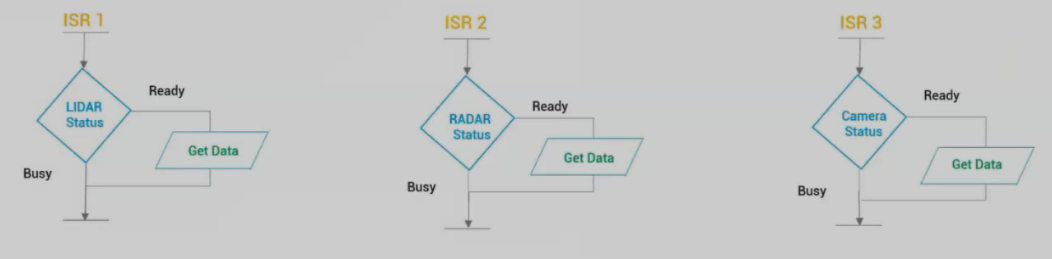 ISR 1
LIDAR
Status
Ready
Get Data
Busy
ISR 2
RADAR
Status
Ready
Get Data
Busy
ISR 3
Camera
Status
Ready
Get Data
Busy